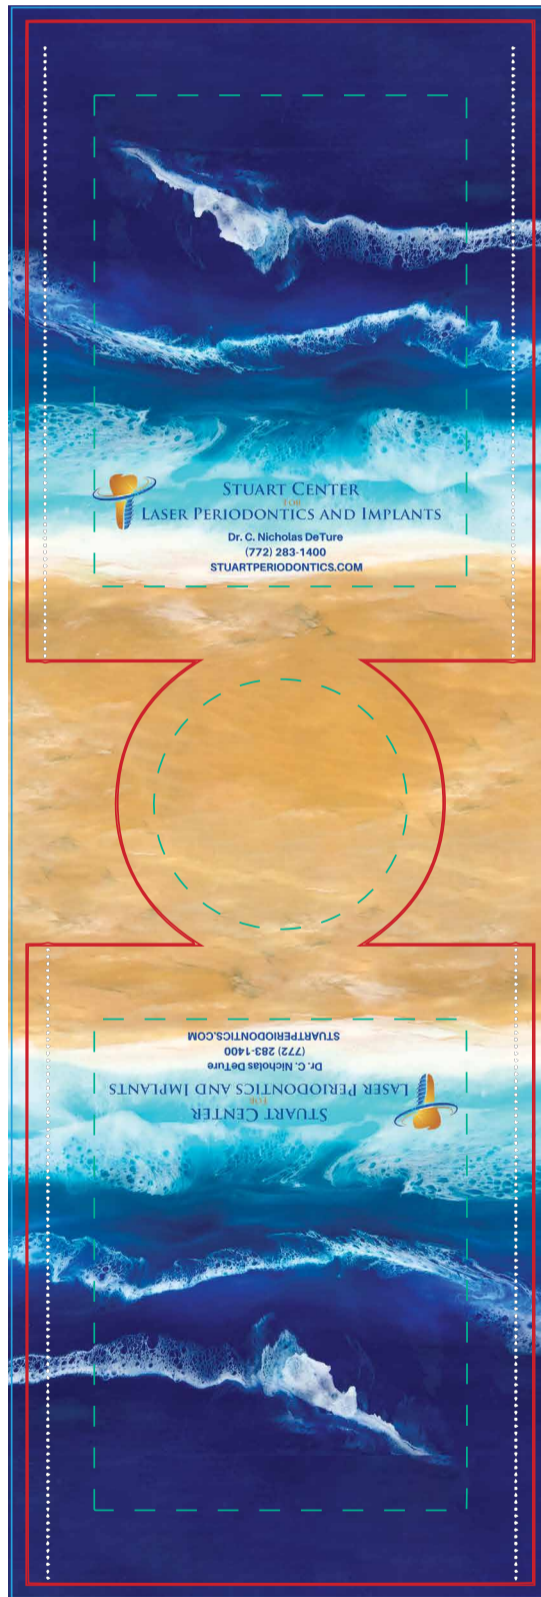 STUART CENTER
FOR
LASER PERIODONTICS AND IMPLANTS
Dr. C. Nicholas DeTure
(772) 283-1400
STUARTPERIODONTICS.COM
STUARTPERIODONTICS.COM
(772) 283-1400
Dr. C. Nicholas DeTure
LASER PERIODONTICS AND IMPLANTS
FOR
STUART CENTER